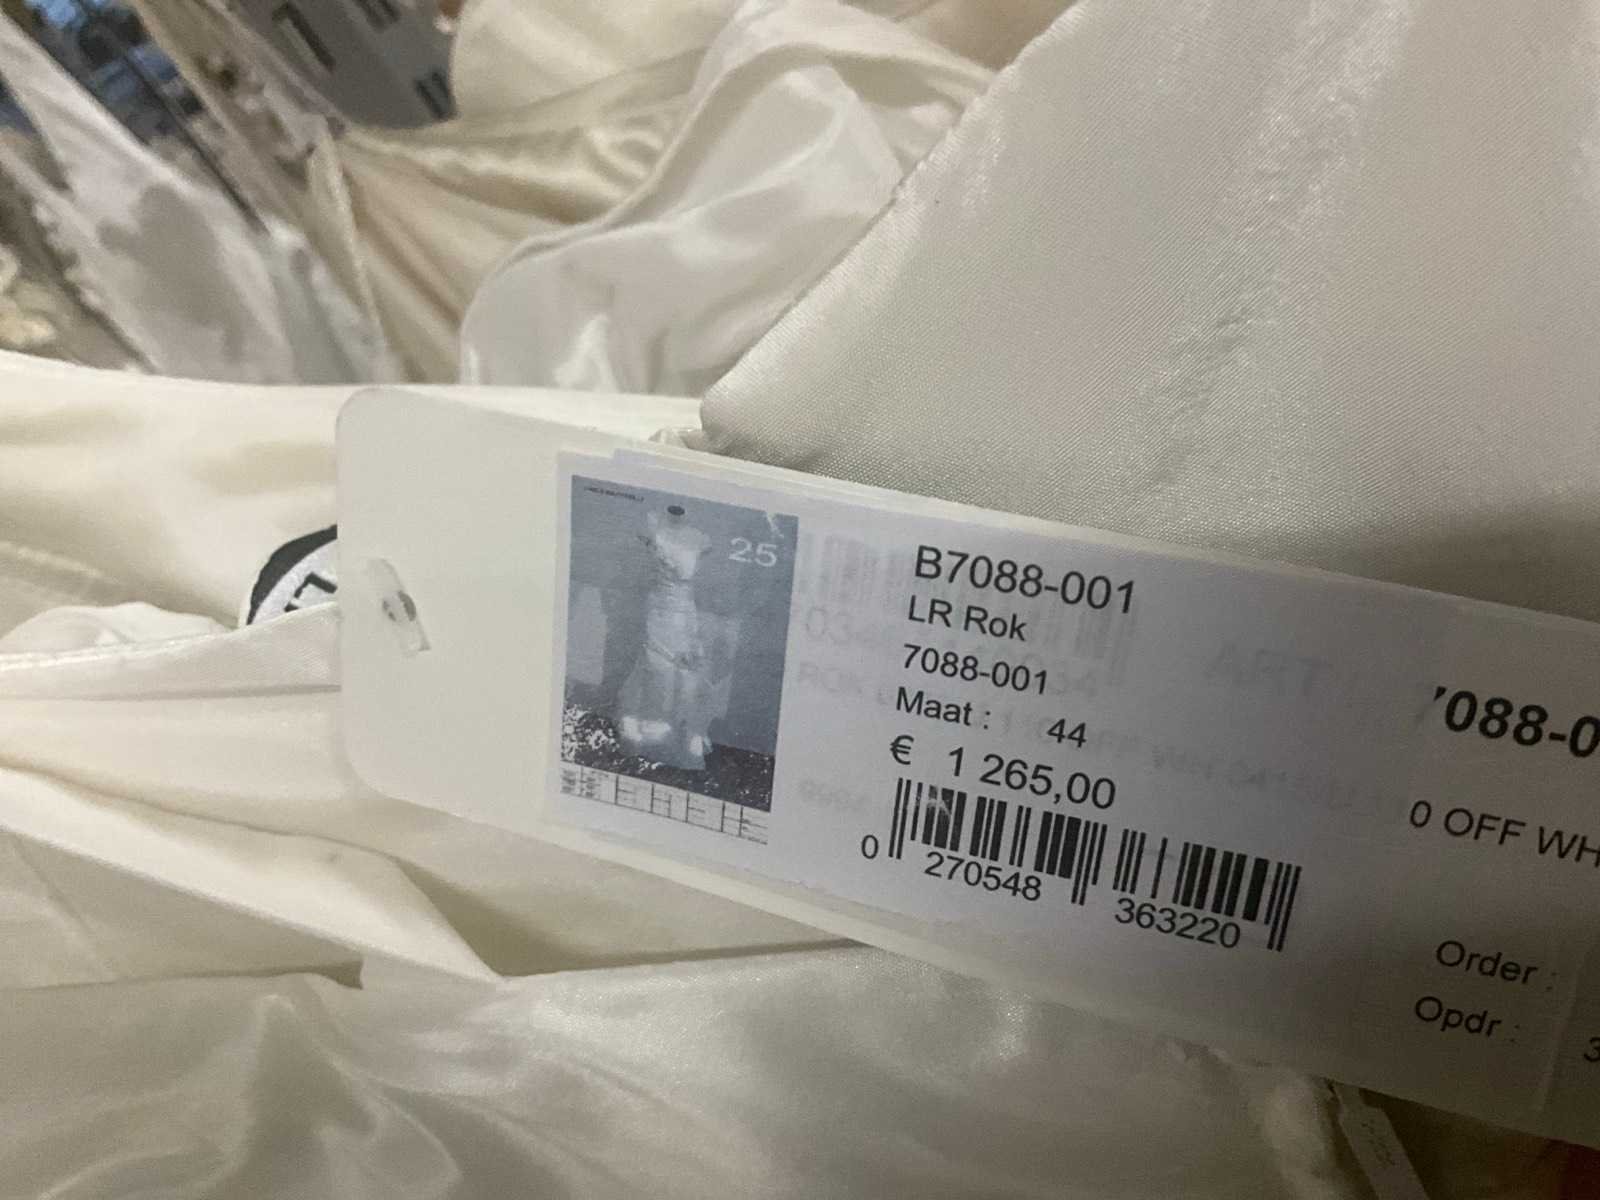 25
B7088-001
LR Rok
7088-001
Maat : 44
€ 1 265,00
0 270548 363220
7088-0
0 OFF WH
Order :
Opdr :